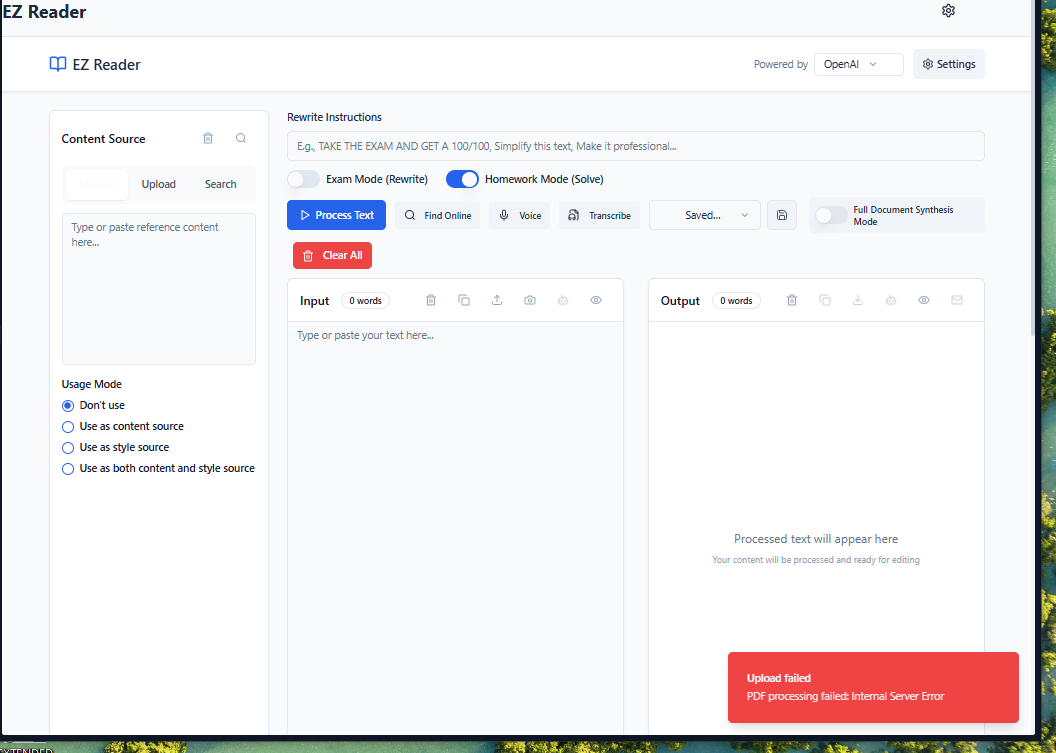 EZ Reader
EZ Reader
Powered by
OpenAI
Settings
Content Source
Upload
Search
Type or paste reference content
here...
Usage Mode
Don't use
Use as content source
Use as style source
Use as both content and style source
Rewrite Instructions
E.g., TAKE THE EXAM AND GET A 100/100, Simplify this text, Make it professional...
Exam Mode (Rewrite)
Homework Mode (Solve)
Process Text
Find Online
Voice
Transcribe
Saved...
Full Document Synthesis
Mode
Clear All
Input
0 words
Type or paste your text here...
Output
0 words
Processed text will appear here
Your content will be processed and ready for editing
Upload failed
PDF processing failed: Internal Server Error
EXTENDED